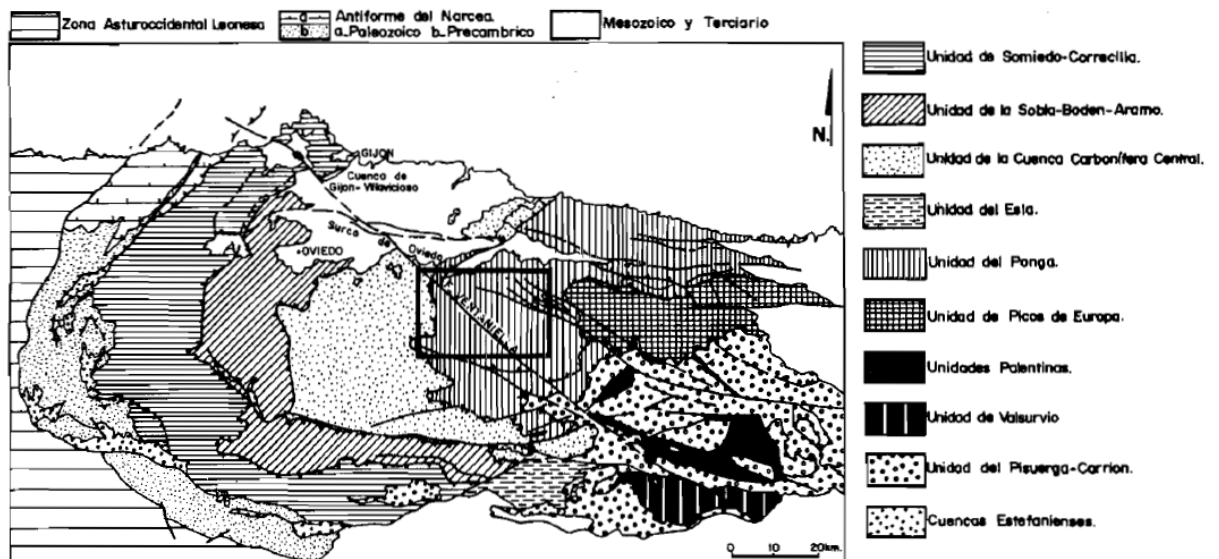 Zona Asturoccidental Leonesa
a
b
Antiforme del Narcea.
a_Paleozoico b_Precambrico
Mesozoico y Terciario
Unidad de Somiedo-Correcilla.
Unidad de la Sobia-Boden-Aramo.
Unidad de la Cuenca Carbonífera Central.
Unidad del Esla.
Unidad del Ponga.
Unidad de Picos de Europa.
Unidades Palentinas.
Unidad de Valsurvio
Unidad del Pisuerga-Carrion.
Cuencas Estefanienses.
N.
GIJON
Cuenca de
Gijon-Villaviciosa
Surco de Oviedo
OVIEDO
F. VENTANIELLA
0 10 20km.